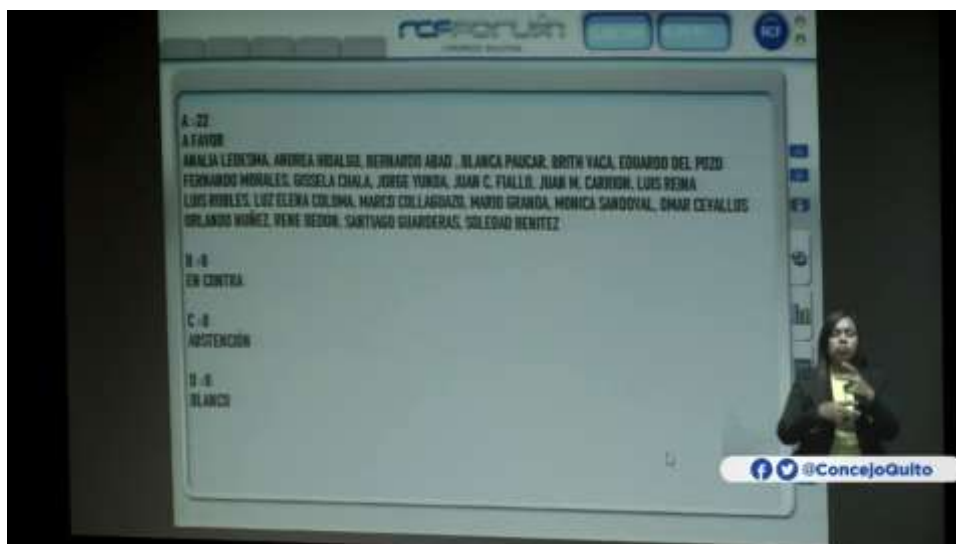 rcf forum
RCF
A :22
A FAVOR
ANALIA LEDESMA, ANDREA HIDALGO, BERNARDO ABAD , BLANCA PAUCAR, BRITH VACA, EDUARDO DEL POZO
FERNANDO MORALES, GISSELA CHALA, JORGE YUNDA, JUAN C. FIALLO, JUAN M. CARRION, LUIS REINA
LUIS ROBLES, LUZ ELENA COLOMA, MARCO COLLAGUAZO, MARIO GRANDA, MONICA SANDOVAL, OMAR CEVALLOS
ORLANDO NUÑEZ, RENE BEDON, SANTIAGO GUARDERAS, SOLEDAD BENITEZ
B :0
EN CONTRA
C :0
ABSTENCIÓN
D :0
BLANCO
@ConcejoQuito